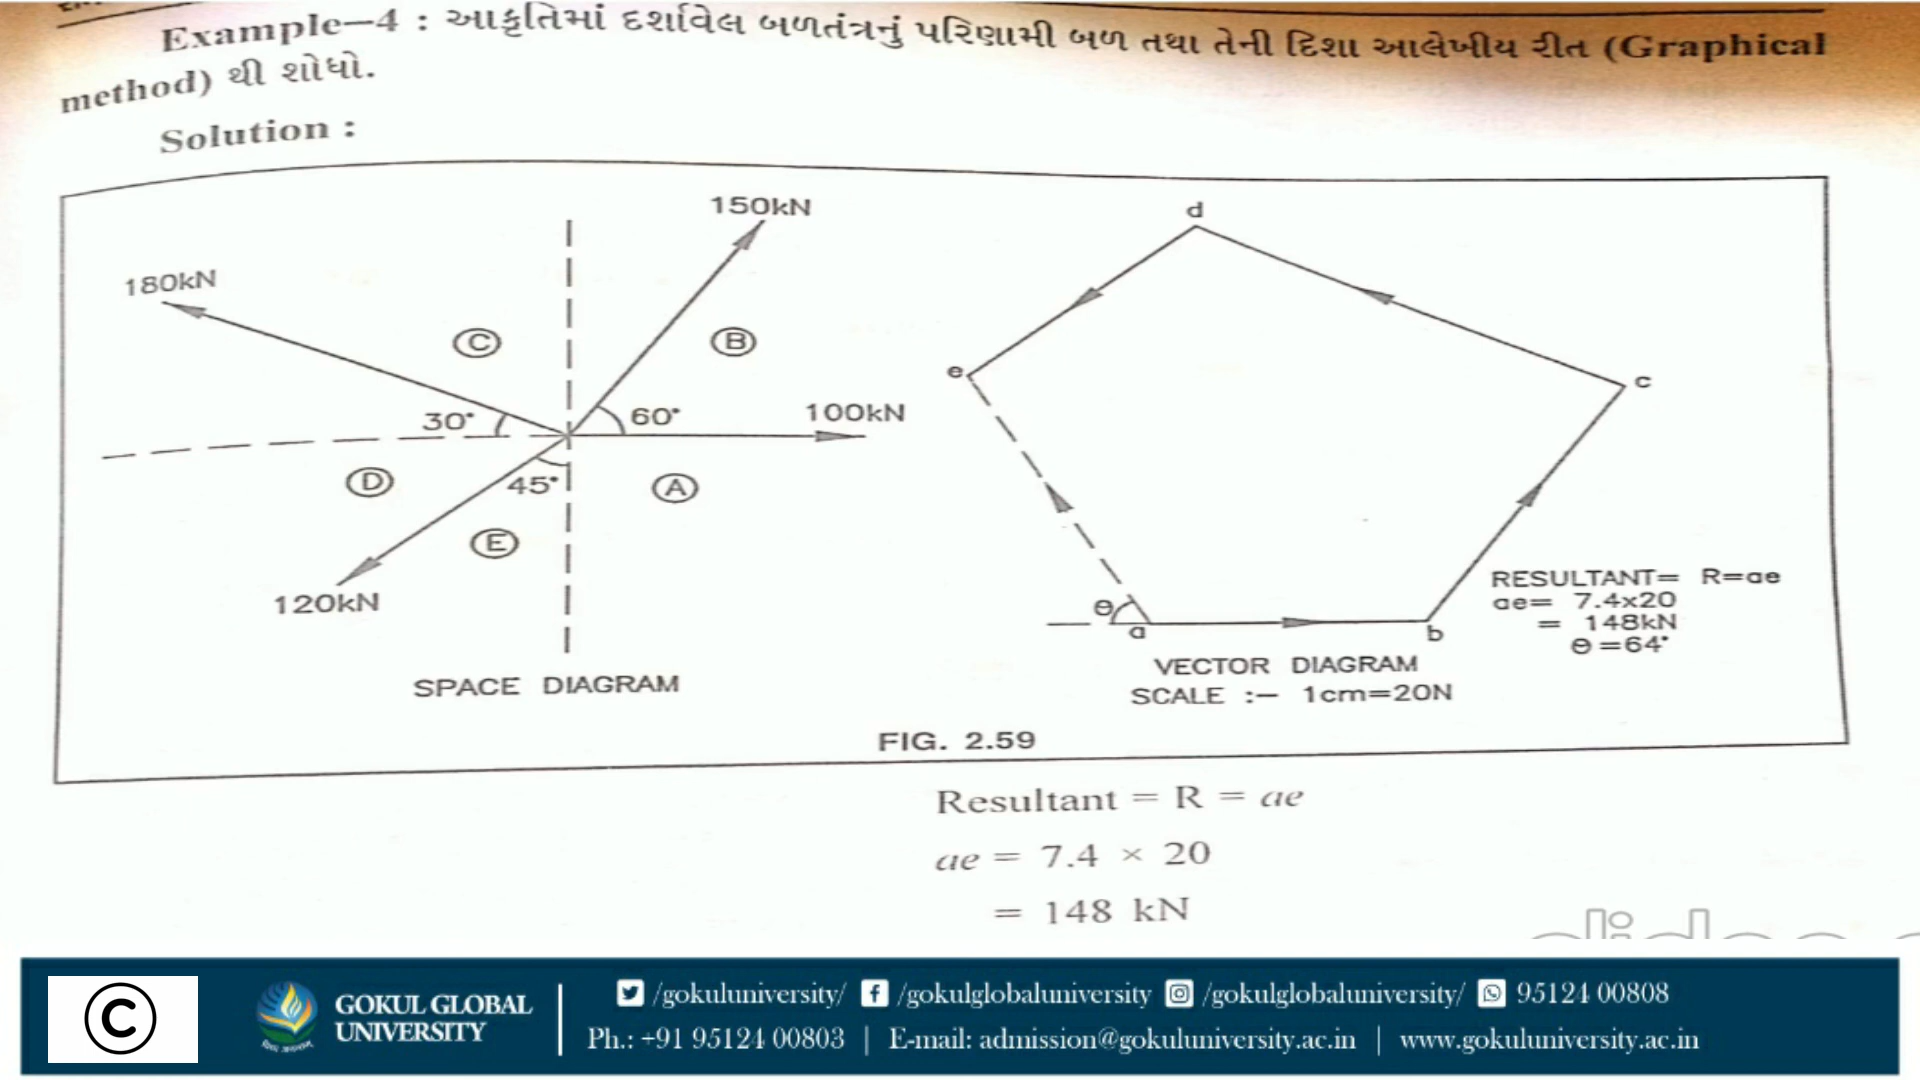 Example–4 : આકૃતિમાં દર્શાવેલ બળતંત્રનું પરિણામી બળ તથા તેની દિશા આલેખીય રીત (Graphical
method) થી શોધો.
Solution :
150kN
180kN
C
B
30°
60°
100kN
D
45°
A
E
120kN
SPACE DIAGRAM
d
e
c
θ
a
b
RESULTANT= R=ae
ae= 7.4x20
= 148kN
θ=64°
VECTOR DIAGRAM
SCALE :– 1cm=20N
FIG. 2.59
Resultant = R = ae
ae = 7.4 × 20
= 148 kN
©
GOKUL GLOBAL
UNIVERSITY
/gokuluniversity/ /gokulglobaluniversity /gokulglobaluniversity/ 95124 00808
Ph.: +91 95124 00803 | E-mail: admission@gokuluniversity.ac.in | www.gokuluniversity.ac.in